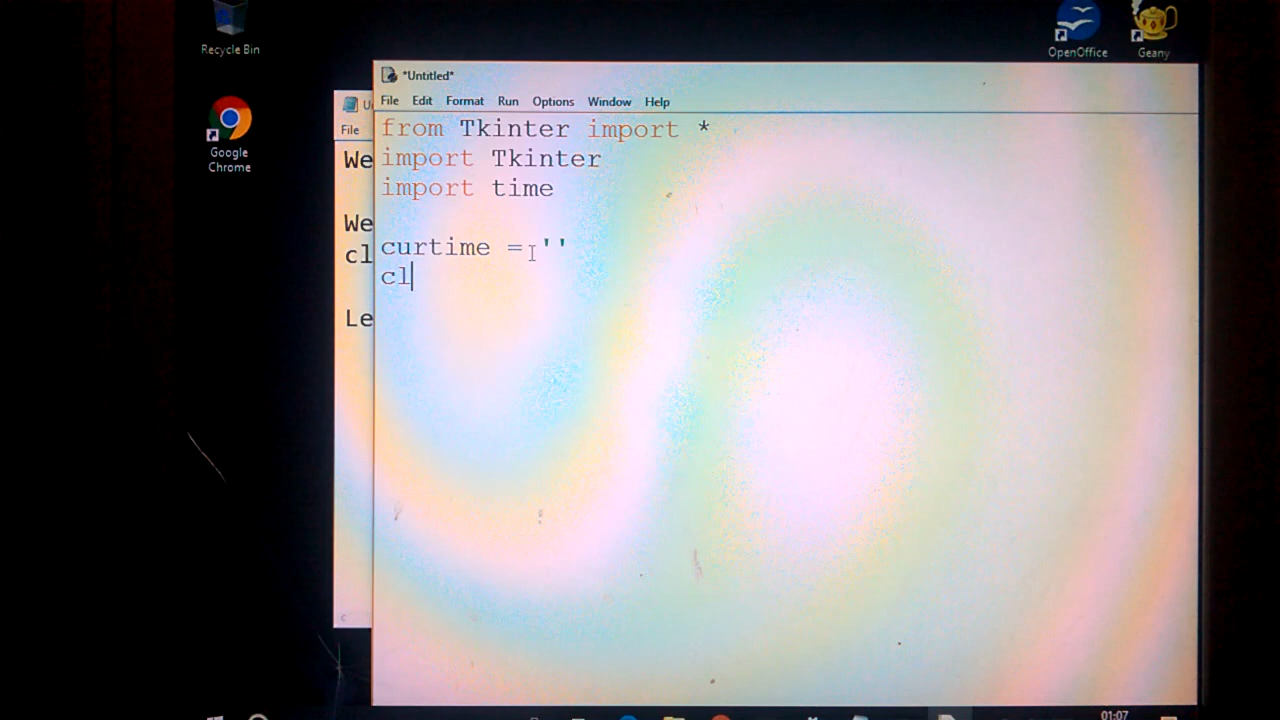 Recycle Bin
OpenOffice
Geany
Google
Chrome
*Untitled*
File Edit Format Run Options Window Help
from Tkinter import *
import Tkinter
import time
curtime =''
cl
File
We
We
cl
Le
01:07